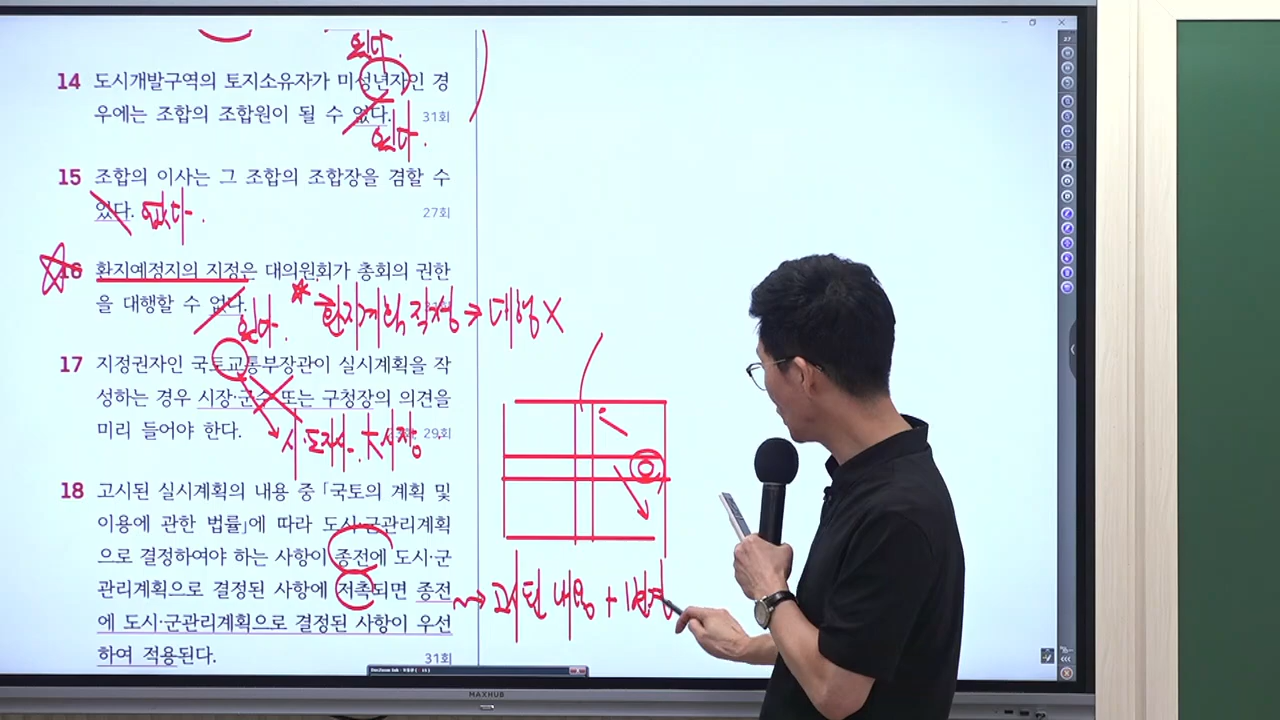 있다.
14 도시개발구역의 토지소유자가 미성년자인 경
우에는 조합의 조합원이 될 수 없다. 31회
있다.
15 조합의 이사는 그 조합의 조합장을 겸할 수
있다. 없다. 27회
16 환지예정지의 지정은 대의원회가 총회의 권한
을 대행할 수 없다.
있다. 환지계획 작성 → 대행 X
17 지정권자인 국토교통부장관이 실시계획을 작
성하는 경우 시장·군수 또는 구청장의 의견을
미리 들어야 한다. 29회
시·도지사. 大시장
18 고시된 실시계획의 내용 중 「국토의 계획 및
이용에 관한 법률」에 따라 도시·군관리계획
으로 결정하여야 하는 사항이 종전에 도시·군
관리계획으로 결정된 사항에 저촉되면 종전
에 도시·군관리계획으로 결정된 사항이 우선
하여 적용된다. 31회
고시된 내용 +
MAXHUB